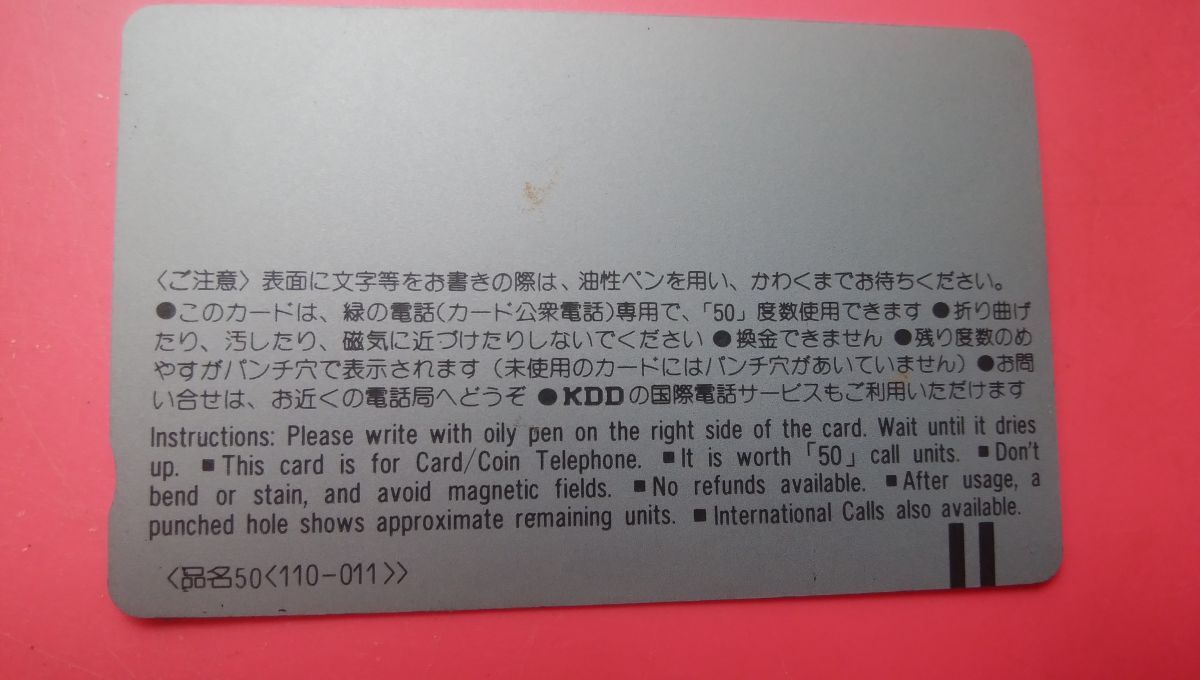 〈ご注意〉表面に文字等をお書きの際は、油性ペンを用い、かわくまでお待ちください。
●このカードは、緑の電話(カード公衆電話)専用で、「50」度数使用できます ●折り曲げ
たり、汚したり、磁気に近づけたりしないでください ●換金できません ●残り度数のめ
やすがパンチ穴で表示されます(未使用のカードにはパンチ穴があいていません) ●お問
い合せは、お近くの電話局へどうぞ ●KDDの国際電話サービスもご利用いただけます
Instructions: Please write with oily pen on the right side of the card. Wait until it dries
up. ■This card is for Card/Coin Telephone. ■It is worth「50」call units. ■Don't
bend or stain, and avoid magnetic fields. ■No refunds available. ■After usage, a
punched hole shows approximate remaining units. ■International Calls also available.
〈品名50〈110-011〉〉